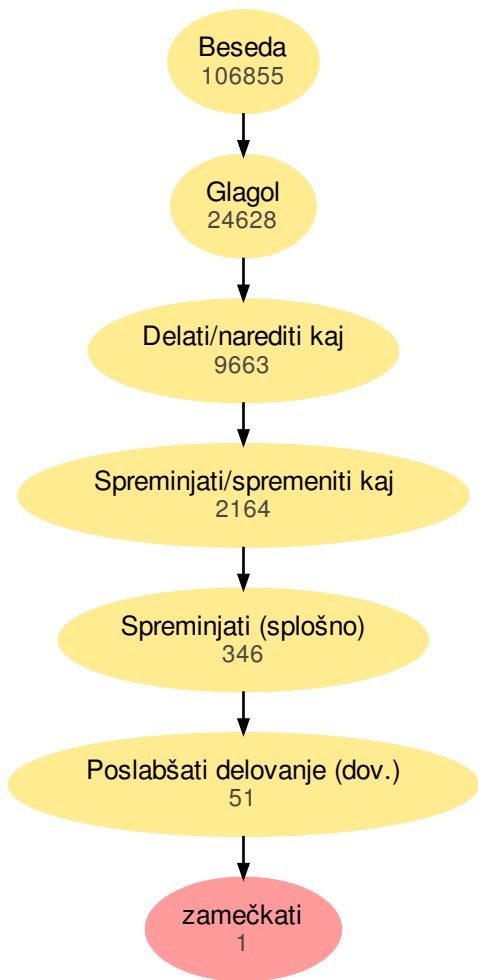 Beseda
106855
Glagol
24628
Delati/narediti kaj
9663
Spreminjati/spremeniti kaj
2164
Spreminjati (splošno)
346
Poslabšati delovanje (dov.)
51
zamečkati
1